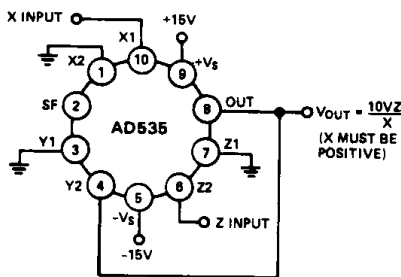 X INPUT
+15V
X2
X1
+VS
1
10
9
SF
2
8
OUT
VOUT = 10VZ
X
(X MUST BE
POSITIVE)
AD535
Y1
3
7
Z1
Y2
4
5
6
Z2
-VS
Z INPUT
-15V